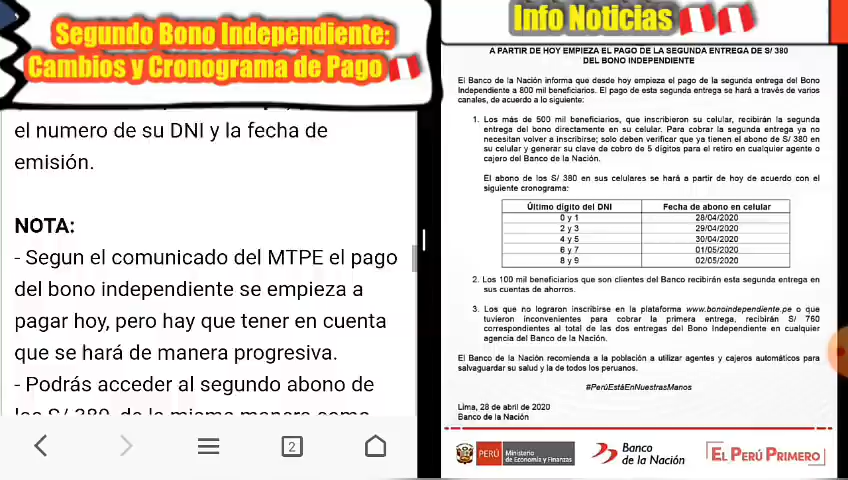 Segundo Bono Independiente:
Cambios y Cronograma de Pago
el numero de su DNI y la fecha de
emisión.
NOTA:
- Segun el comunicado del MTPE el pago
del bono independiente se empieza a
pagar hoy, pero hay que tener en cuenta
que se hará de manera progresiva.
- Podrás acceder al segundo abono de
los S/ 380, de la misma manera como
2
Info Noticias
A PARTIR DE HOY EMPIEZA EL PAGO DE LA SEGUNDA ENTREGA DE S/ 380
DEL BONO INDEPENDIENTE
El Banco de la Nación informa que desde hoy empieza el pago de la segunda entrega del Bono
Independiente a 800 mil beneficiarios. El pago de esta segunda entrega se hará a través de varios
canales, de acuerdo a lo siguiente:
1. Los más de 500 mil beneficiarios, que inscribieron su celular, recibirán la segunda
entrega del bono directamente en su celular. Para cobrar la segunda entrega ya no
necesitan volver a inscribirse; solo deben verificar que ya tienen el abono de S/ 380 en
su celular y generar su clave de cobro de 5 dígitos para el retiro en cualquier agente o
cajero del Banco de la Nación.
El abono de los S/ 380 en sus celulares se hará a partir de hoy de acuerdo con el
siguiente cronograma:
Último dígito del DNI Fecha de abono en celular
0 y 1 28/04/2020
2 y 3 29/04/2020
4 y 5 30/04/2020
6 y 7 01/05/2020
8 y 9 02/05/2020
2. Los 100 mil beneficiarios que son clientes del Banco recibirán esta segunda entrega en
sus cuentas de ahorros.
3. Los que no lograron inscribirse en la plataforma www.bonoindependiente.pe o que
tuvieron inconvenientes para cobrar la primera entrega, recibirán S/ 760
correspondientes al total de las dos entregas del Bono Independiente en cualquier
agencia del Banco de la Nación.
El Banco de la Nación recomienda a la población a utilizar agentes y cajeros automáticos para
salvaguardar su salud y la de todos los peruanos.
#PerúEstáEnNuestrasManos
Lima, 28 de abril de 2020
Banco de la Nación
PERÚ Ministerio
de Economía y Finanzas
Banco
de la Nación
EL PERÚ PRIMERO